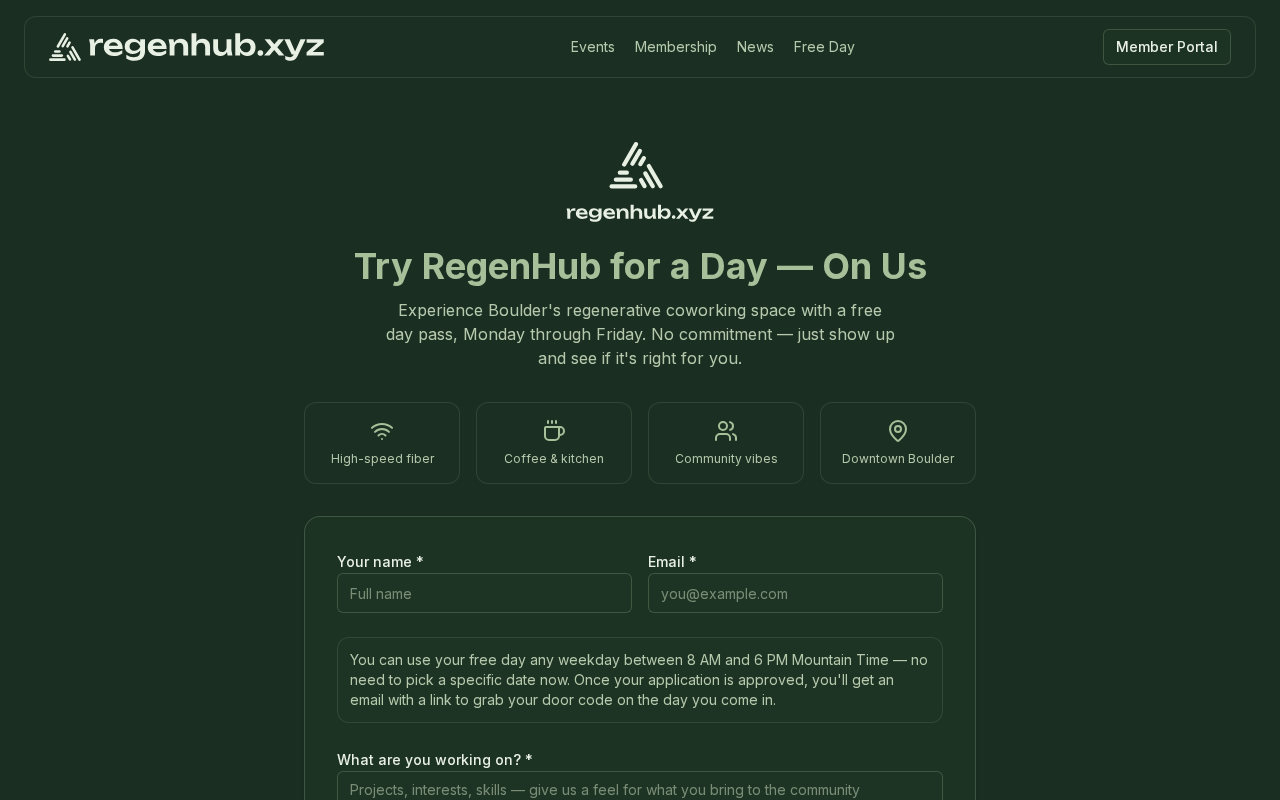 regenhub.xyz
Events Membership News Free Day
Member Portal
regenhub.xyz
Try RegenHub for a Day — On Us
Experience Boulder's regenerative coworking space with a free
day pass, Monday through Friday. No commitment — just show up
and see if it's right for you.
High-speed fiber
Coffee & kitchen
Community vibes
Downtown Boulder
Your name *
Full name
Email *
you@example.com
You can use your free day any weekday between 8 AM and 6 PM Mountain Time — no
need to pick a specific date now. Once your application is approved, you'll get an
email with a link to grab your door code on the day you come in.
What are you working on? *
Projects, interests, skills — give us a feel for what you bring to the community